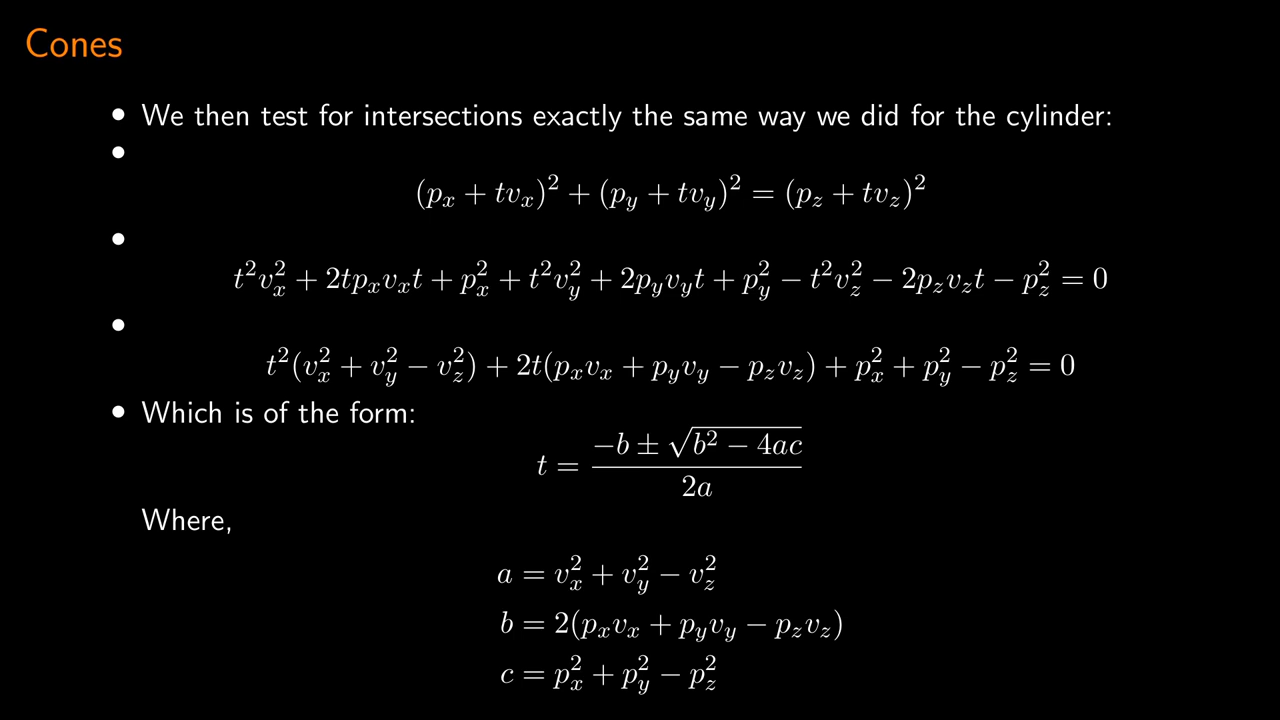 Cones
• We then test for intersections exactly the same way we did for the cylinder:
•
$(p_x + tv_x)^2 + (p_y + tv_y)^2 = (p_z + tv_z)^2$
•
$t^2v_x^2 + 2tp_xv_xt + p_x^2 + t^2v_y^2 + 2p_yv_yt + p_y^2 - t^2v_z^2 - 2p_zv_zt - p_z^2 = 0$
•
$t^2(v_x^2 + v_y^2 - v_z^2) + 2t(p_xv_x + p_yv_y - p_zv_z) + p_x^2 + p_y^2 - p_z^2 = 0$
• Which is of the form:
$t = \frac{-b \pm \sqrt{b^2 - 4ac}}{2a}$
Where,
$a = v_x^2 + v_y^2 - v_z^2$
$b = 2(p_xv_x + p_yv_y - p_zv_z)$
$c = p_x^2 + p_y^2 - p_z^2$